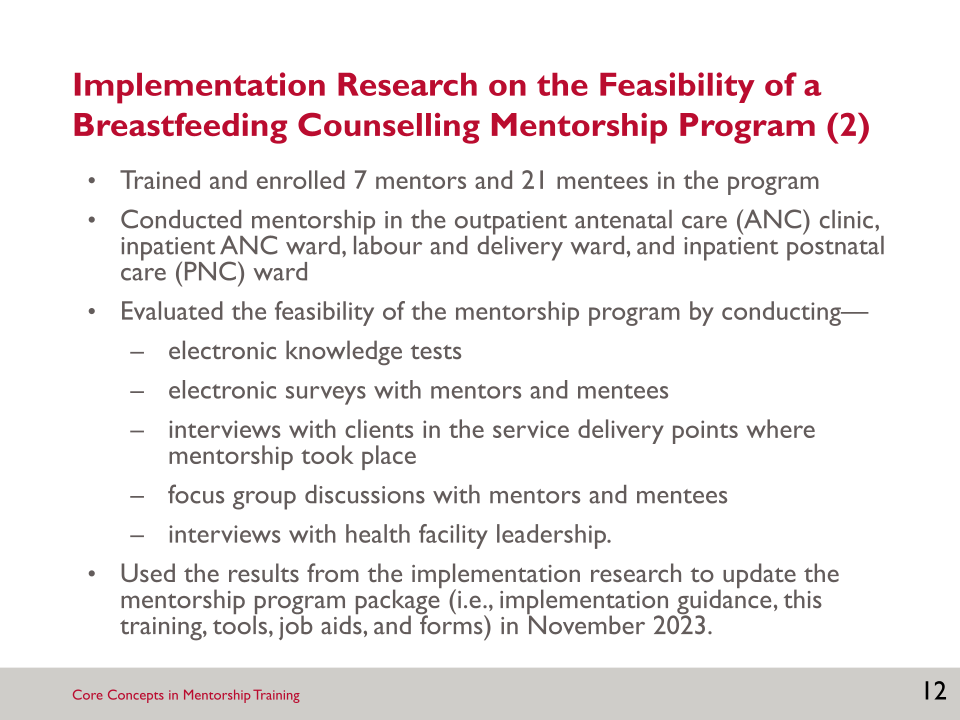 Implementation Research on the Feasibility of a
Breastfeeding Counselling Mentorship Program (2)
• Trained and enrolled 7 mentors and 21 mentees in the program
• Conducted mentorship in the outpatient antenatal care (ANC) clinic,
inpatient ANC ward, labour and delivery ward, and inpatient postnatal
care (PNC) ward
• Evaluated the feasibility of the mentorship program by conducting—
– electronic knowledge tests
– electronic surveys with mentors and mentees
– interviews with clients in the service delivery points where
mentorship took place
– focus group discussions with mentors and mentees
– interviews with health facility leadership.
• Used the results from the implementation research to update the
mentorship program package (i.e., implementation guidance, this
training, tools, job aids, and forms) in November 2023.
Core Concepts in Mentorship Training
12